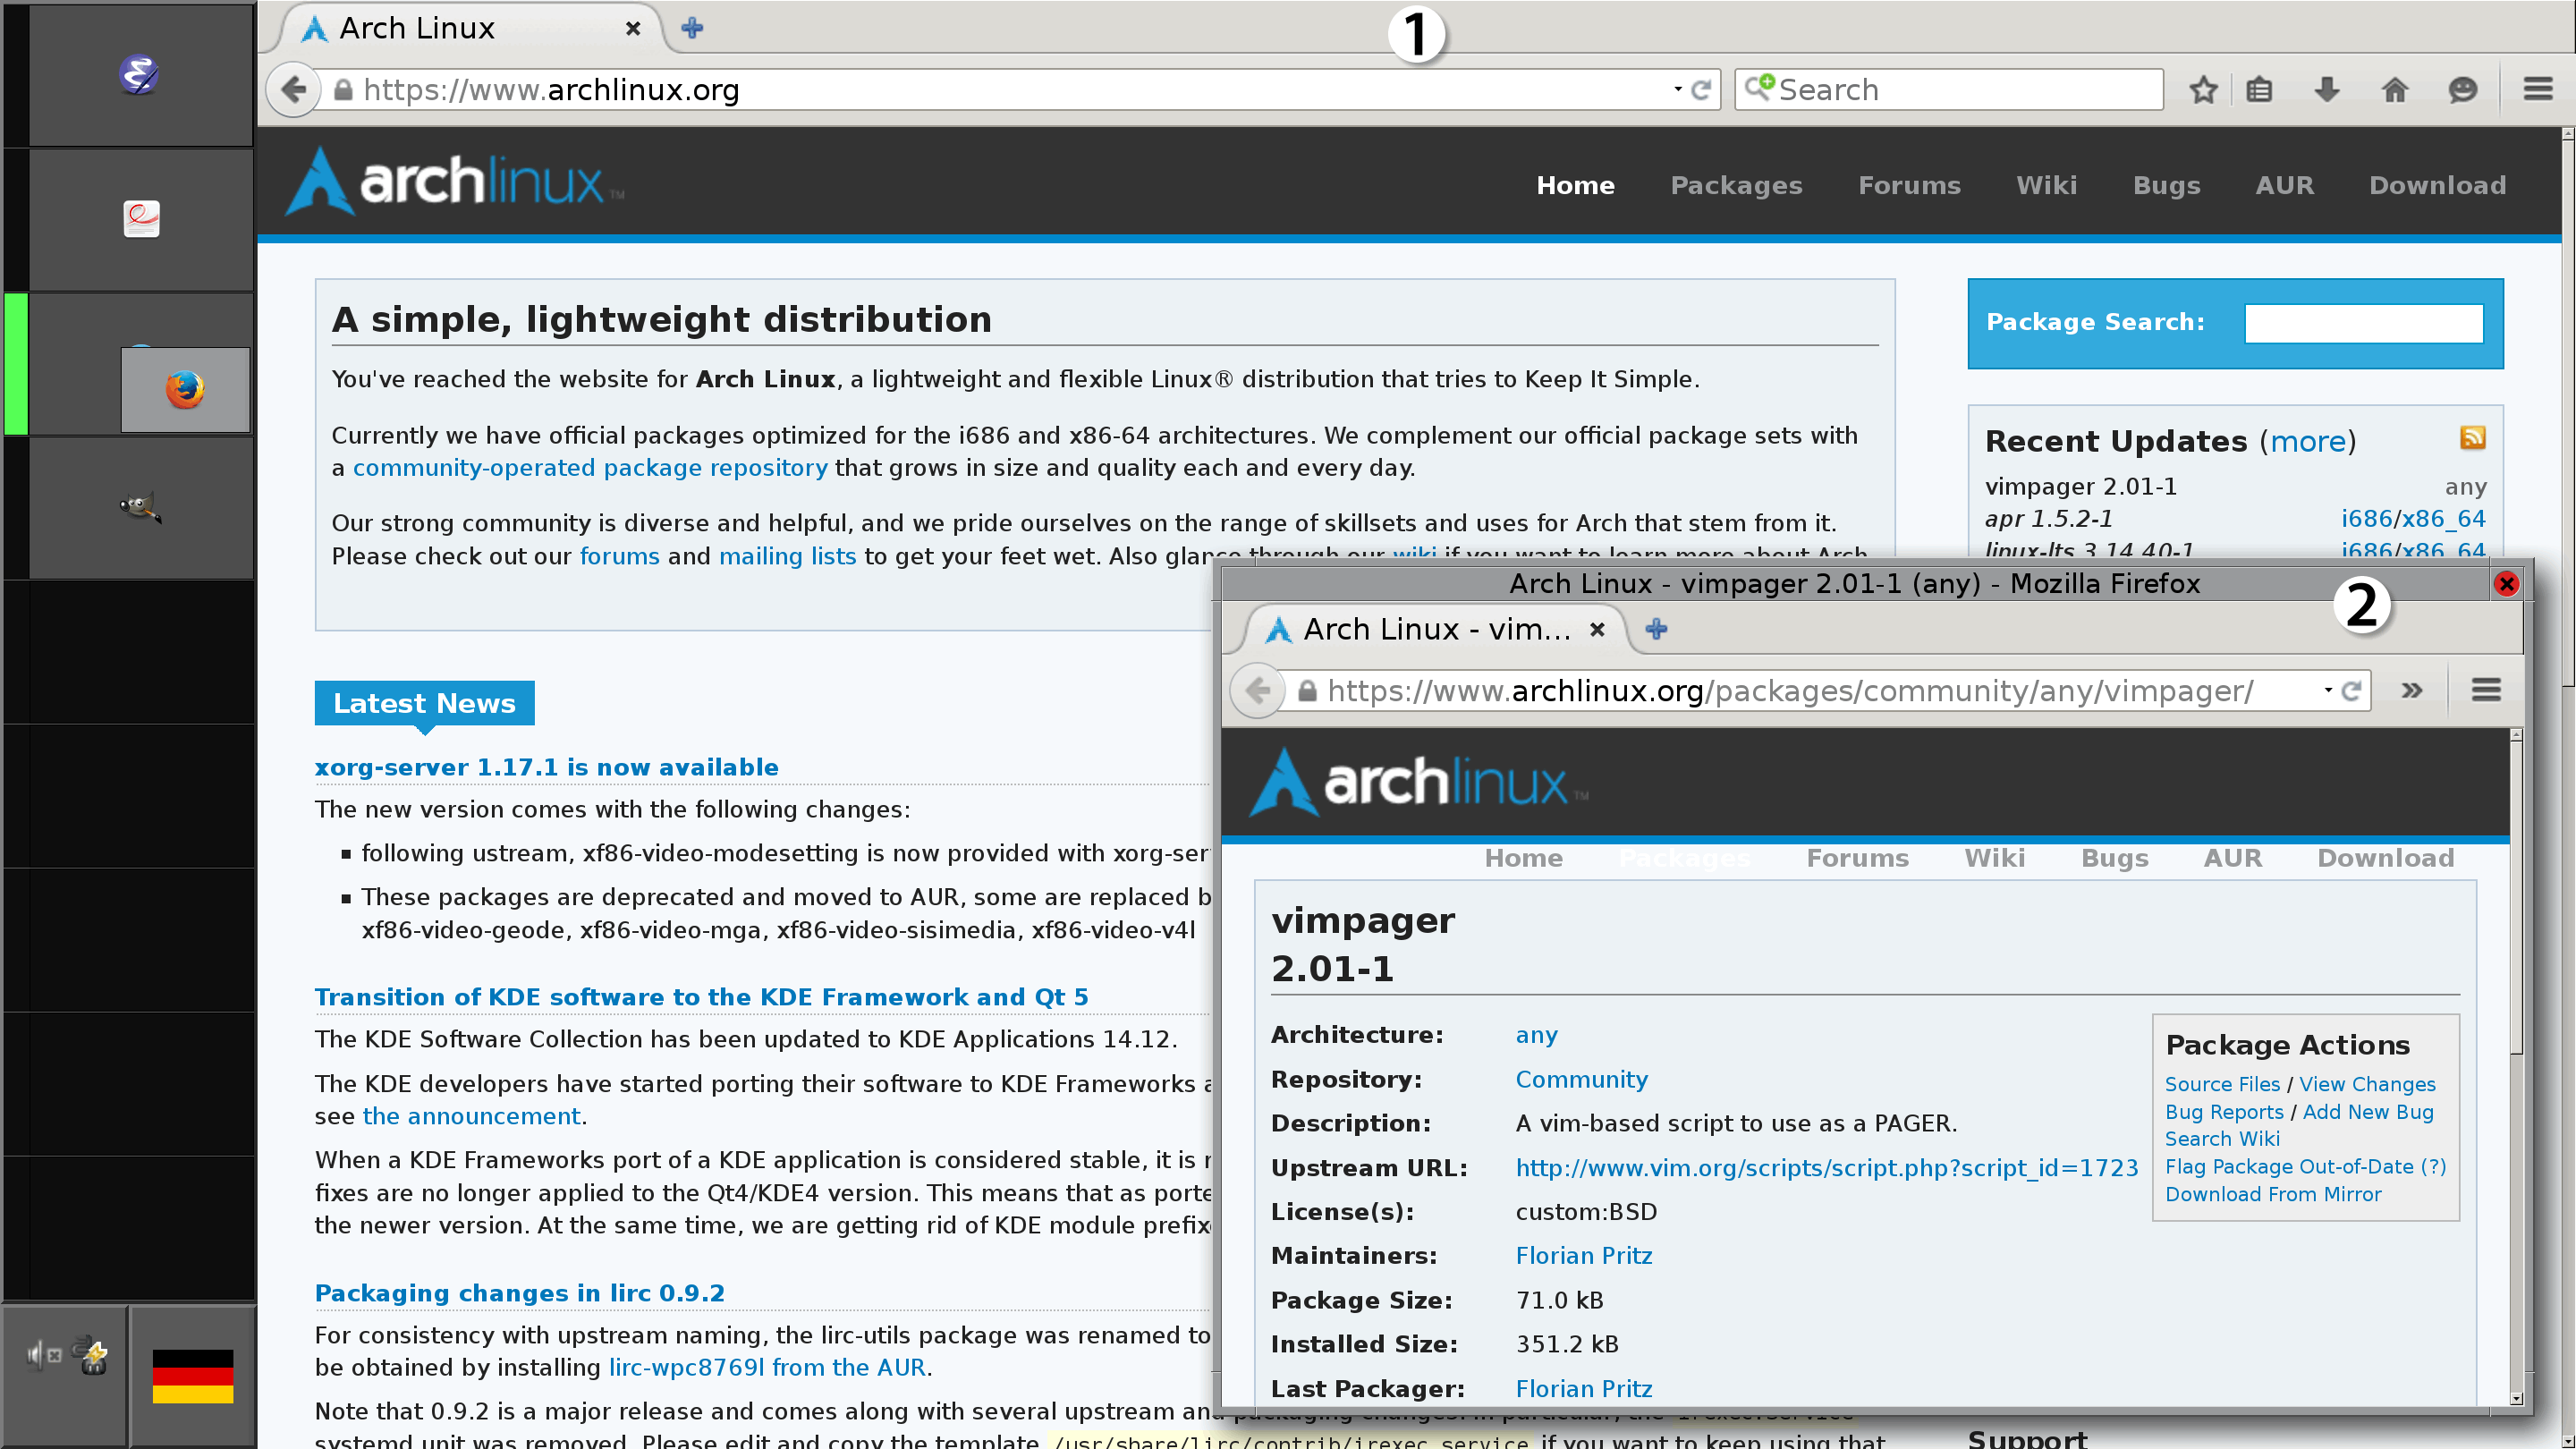 Arch Linux
1
https://www.archlinux.org
Search
archlinux™
Home Packages Forums Wiki Bugs AUR Download
A simple, lightweight distribution
You've reached the website for Arch Linux, a lightweight and flexible Linux® distribution that tries to Keep It Simple.
Currently we have official packages optimized for the i686 and x86-64 architectures. We complement our official package sets with
a community-operated package repository that grows in size and quality each and every day.
Our strong community is diverse and helpful, and we pride ourselves on the range of skillsets and uses for Arch that stem from it.
Please check out our forums and mailing lists to get your feet wet. Also glance through our wiki if you want to learn more about Arch.
Package Search:
Recent Updates (more)
vimpager 2.01-1 any
apr 1.5.2-1 i686/x86_64
linux-lts 3.14.40-1 i686/x86_64
Latest News
xorg-server 1.17.1 is now available
The new version comes with the following changes:
▪ following ustream, xf86-video-modesetting is now provided with xorg-ser
▪ These packages are deprecated and moved to AUR, some are replaced b
xf86-video-geode, xf86-video-mga, xf86-video-sisimedia, xf86-video-v4l
Transition of KDE software to the KDE Framework and Qt 5
The KDE Software Collection has been updated to KDE Applications 14.12.
The KDE developers have started porting their software to KDE Frameworks a
see the announcement.
When a KDE Frameworks port of a KDE application is considered stable, it is r
fixes are no longer applied to the Qt4/KDE4 version. This means that as porte
the newer version. At the same time, we are getting rid of KDE module prefix
Packaging changes in lirc 0.9.2
For consistency with upstream naming, the lirc-utils package was renamed to
be obtained by installing lirc-wpc8769l from the AUR.
Note that 0.9.2 is a major release and comes along with several upstream and packaging changes. In particular, the irexec.service
systemd unit was removed. Please edit and copy the template /usr/share/lirc/contrib/irexec.service if you want to keep using that
Support
Arch Linux - vimpager 2.01-1 (any) - Mozilla Firefox
2
Arch Linux - vim...
https://www.archlinux.org/packages/community/any/vimpager/
»
archlinux™
Home Packages Forums Wiki Bugs AUR Download
vimpager
2.01-1
Architecture: any
Repository: Community
Description: A vim-based script to use as a PAGER.
Upstream URL: http://www.vim.org/scripts/script.php?script_id=1723
License(s): custom:BSD
Maintainers: Florian Pritz
Package Size: 71.0 kB
Installed Size: 351.2 kB
Last Packager: Florian Pritz
Package Actions
Source Files / View Changes
Bug Reports / Add New Bug
Search Wiki
Flag Package Out-of-Date (?)
Download From Mirror